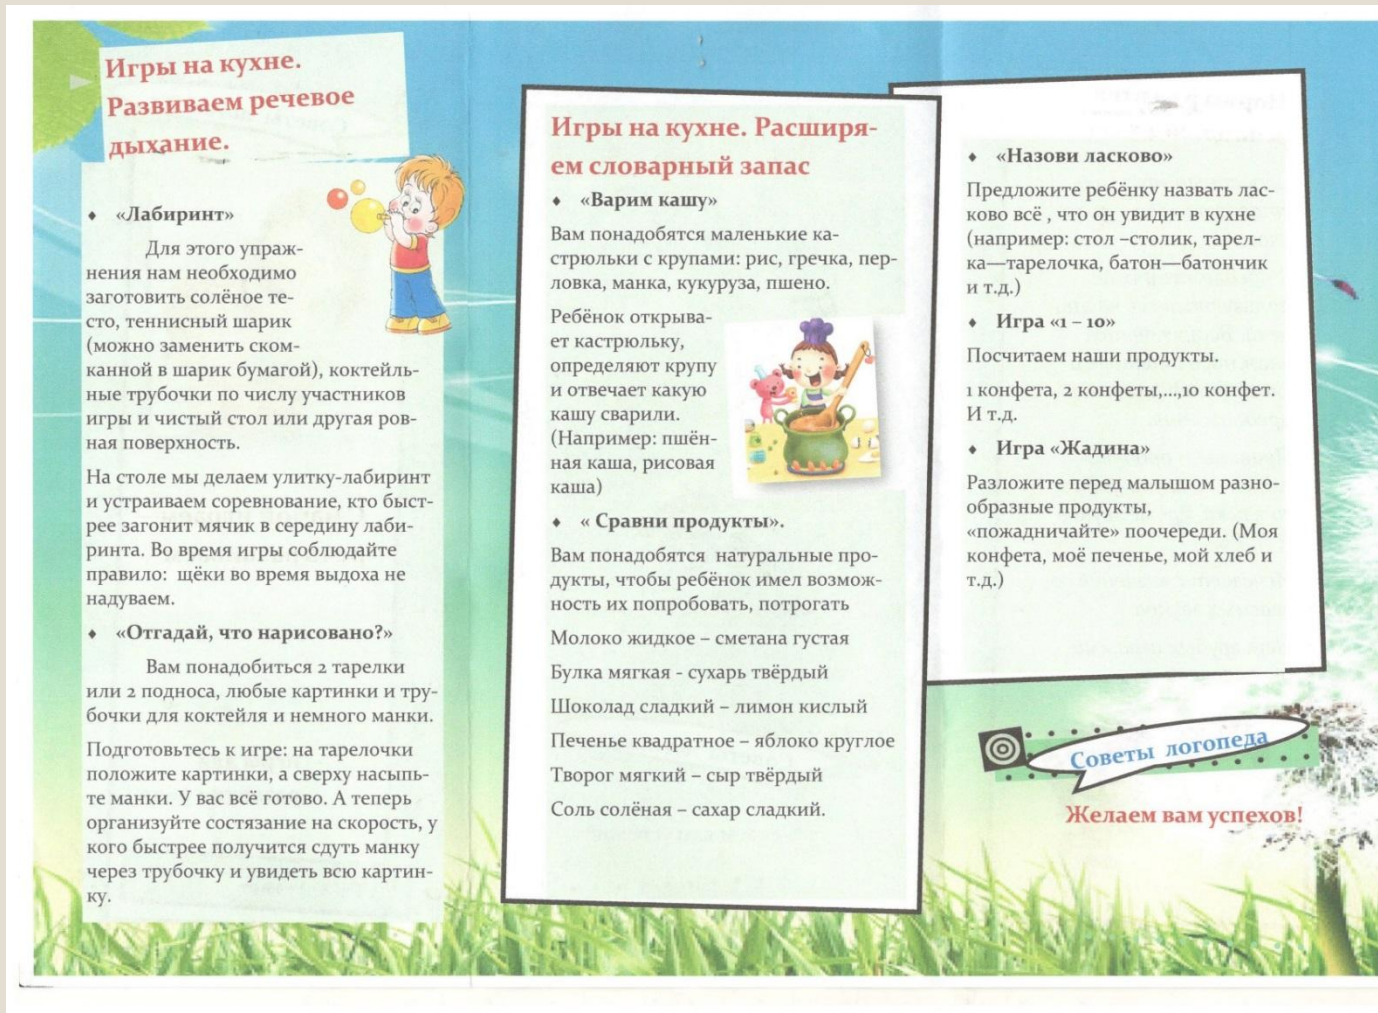 Игры на кухне.
Развиваем речевое
дыхание.
«Лабиринт»
Для этого упраж-
нения нам необходимо
заготовить солёное те-
сто, теннисный шарик
(можно заменить ском-
канной в шарик бумагой), коктейль-
ные трубочки по числу участников
игры и чистый стол или другая ров-
ная поверхность.
На столе мы делаем улитку-лабиринт
и устраиваем соревнование, кто быст-
рее загонит мячик в середину лаби-
ринта. Во время игры соблюдайте
правило: щёки во время выдоха не
надуваем.
«Отгадай, что нарисовано?»
Вам понадобиться 2 тарелки
или 2 подноса, любые картинки и тру-
бочки для коктейля и немного манки.
Подготовьтесь к игре: на тарелочки
положите картинки, а сверху насыпь-
те манки. У вас всё готово. А теперь
организуйте состязание на скорость, у
кого быстрее получится сдуть манку
через трубочку и увидеть всю картин-
ку.
Игры на кухне. Расширя-
ем словарный запас
«Варим кашу»
Вам понадобятся маленькие ка-
стрюльки с крупами: рис, гречка, пер-
ловка, манка, кукуруза, пшено.
Ребёнок открыва-
ет кастрюльку,
определяют крупу
и отвечает какую
кашу сварили.
(Например: пшён-
ная каша, рисовая
каша)
« Сравни продукты».
Вам понадобятся натуральные про-
дукты, чтобы ребёнок имел возмож-
ность их попробовать, потрогать
Молоко жидкое – сметана густая
Булка мягкая - сухарь твёрдый
Шоколад сладкий – лимон кислый
Печенье квадратное – яблоко круглое
Творог мягкий – сыр твёрдый
Соль солёная – сахар сладкий.
«Назови ласково»
Предложите ребёнку назвать лас-
ково всё , что он увидит в кухне
(например: стол –столик, тарел-
ка—тарелочка, батон—батончик
и т.д.)
Игра «1 – 10»
Посчитаем наши продукты.
1 конфета, 2 конфеты,...,10 конфет.
И т.д.
Игра «Жадина»
Разложите перед малышом разно-
образные продукты,
«пожадничайте» поочереди. (Моя
конфета, моё печенье, мой хлеб и
т.д.)
Советы логопеда
Желаем вам успехов!